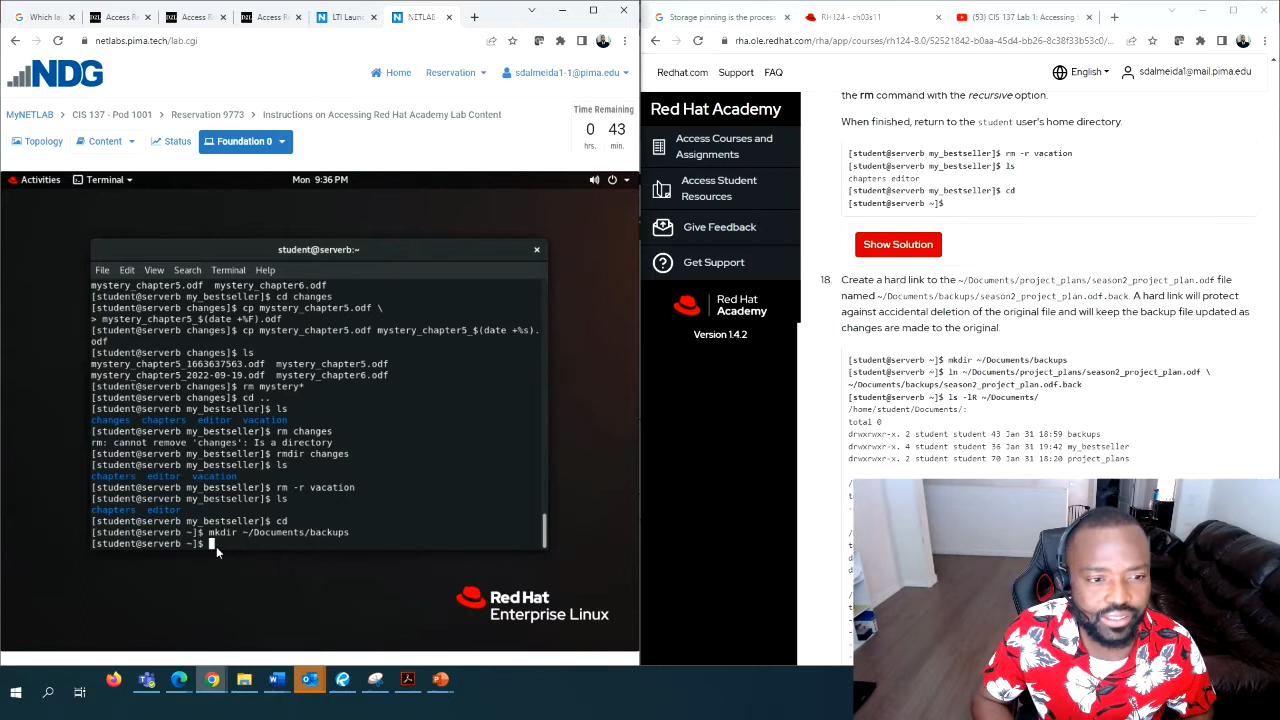 Which la
Access Re
Access Re
Access Re
LTI Laun
NETLAB
netlabs.pima.tech/lab.cgi
NDG
Home
Reservation
sdalmeida1-1@pima.edu
MyNETLAB
CIS 137 - Pod 1001
Reservation 9773
Instructions on Accessing Red Hat Academy Lab Content
Time Remaining
0 43
hrs. min.
Topology
Content
Status
Foundation 0
Activities
Terminal
Mon 9:36 PM
student@serverb:~
File Edit View Search Terminal Help
mystery_chapter5.odf  mystery_chapter6.odf
[student@serverb my_bestseller]$ cd changes
[student@serverb changes]$ cp mystery_chapter5.odf \
> mystery_chapter5_$(date +%F).odf
[student@serverb changes]$ cp mystery_chapter5.odf mystery_chapter5_$(date +%s).
odf
[student@serverb changes]$ ls
mystery_chapter5_1663637563.odf  mystery_chapter5.odf
mystery_chapter5_2022-09-19.odf  mystery_chapter6.odf
[student@serverb changes]$ rm mystery*
[student@serverb changes]$ cd ..
[student@serverb my_bestseller]$ ls
changes  chapters  editor  vacation
[student@serverb my_bestseller]$ rm changes
rm: cannot remove 'changes': Is a directory
[student@serverb my_bestseller]$ rmdir changes
[student@serverb my_bestseller]$ ls
chapters  editor  vacation
[student@serverb my_bestseller]$ rm -r vacation
[student@serverb my_bestseller]$ ls
chapters  editor
[student@serverb my_bestseller]$ cd
[student@serverb ~]$ mkdir ~/Documents/backups
[student@serverb ~]$
Red Hat
Enterprise Linux
Storage pinning is the process
RH124 - ch03s11
(53) CIS 137 Lab 1: Accessing
rha.ole.redhat.com/rha/app/courses/rh124-8.0/52521842-b0aa-45d4-bb26-8c38f33b53c0/...
Redhat.com
Support
FAQ
English
sdalmeida1@mail.pima.edu
Red Hat Academy
Access Courses and
Assignments
Access Student
Resources
Give Feedback
Get Support
Red Hat
Academy
Version 1.4.2
the rm command with the recursive option.
When finished, return to the student user's home directory.
[student@serverb my_bestseller]$ rm -r vacation
[student@serverb my_bestseller]$ ls
chapters editor
[student@serverb my_bestseller]$ cd
[student@serverb ~]$
Show Solution
18. Create a hard link to the ~/Documents/project_plans/season2_project_plan.odf file
named ~/Documents/backups/season2_project_plan.odf.back. A hard link will protect
against accidental deletion of the original file and will keep the backup file updated as
changes are made to the original.
[student@serverb ~]$ mkdir ~/Documents/backups
[student@serverb ~]$ ln ~/Documents/project_plans/season2_project_plan.odf \
~/Documents/backups/season2_project_plan.odf.back
[student@serverb ~]$ ls -lR ~/Documents/
/home/student/Documents/:
total 0
drwxrwxr-x. 2 student student 43 Jan 31 18:59 backups
drwxrwxr-x. 4 student student 36 Jan 31 19:42 my_bestseller
drwxrwxr-x. 2 student student 70 Jan 31 18:20 project_plans